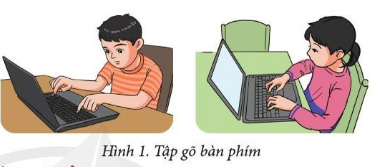 Hình 1. Tập gõ bàn phím